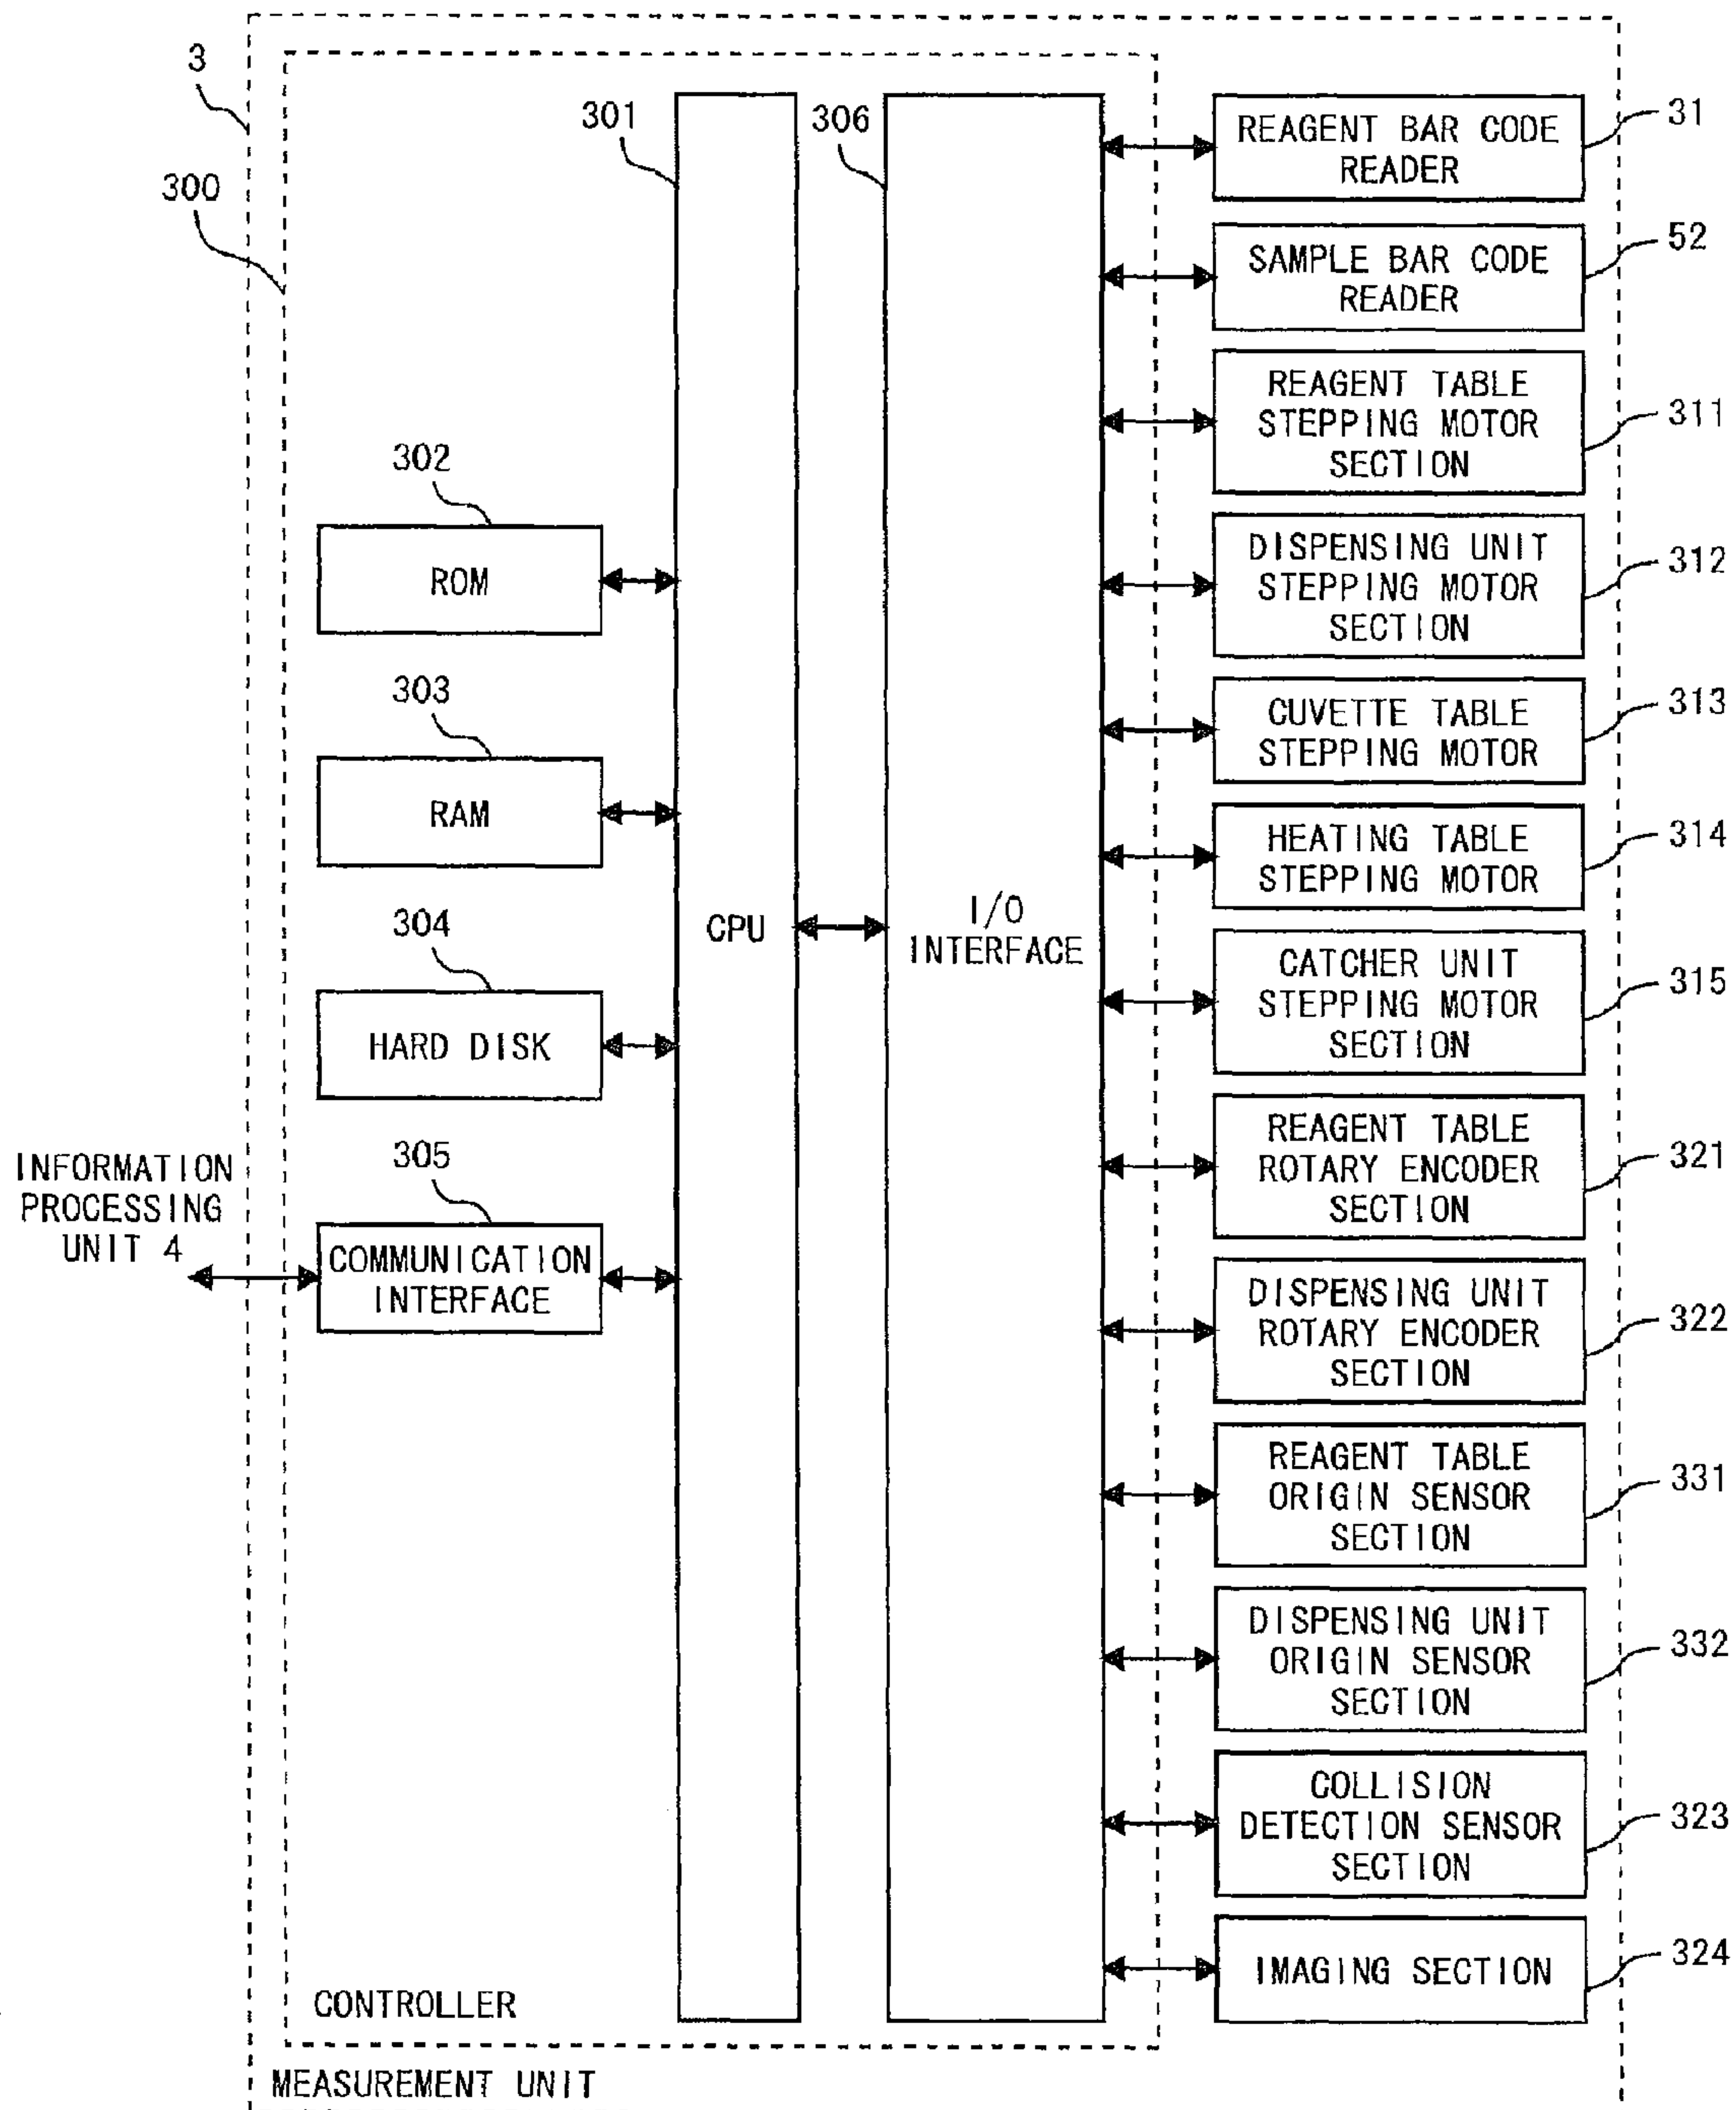 3
300
301
306
REAGENT BAR CODE
READER
31
SAMPLE BAR CODE
READER
52
REAGENT TABLE
STEPPING MOTOR
SECTION
311
302
ROM
DISPENSING UNIT
STEPPING MOTOR
SECTION
312
303
RAM
CUVETTE TABLE
STEPPING MOTOR
313
HEATING TABLE
STEPPING MOTOR
314
CPU
I/O
INTERFACE
304
HARD DISK
CATCHER UNIT
STEPPING MOTOR
SECTION
315
INFORMATION
PROCESSING
UNIT 4
305
COMMUNICATION
INTERFACE
REAGENT TABLE
ROTARY ENCODER
SECTION
321
DISPENSING UNIT
ROTARY ENCODER
SECTION
322
REAGENT TABLE
ORIGIN SENSOR
SECTION
331
DISPENSING UNIT
ORIGIN SENSOR
SECTION
332
COLLISION
DETECTION SENSOR
SECTION
323
IMAGING SECTION
324
CONTROLLER
MEASUREMENT UNIT